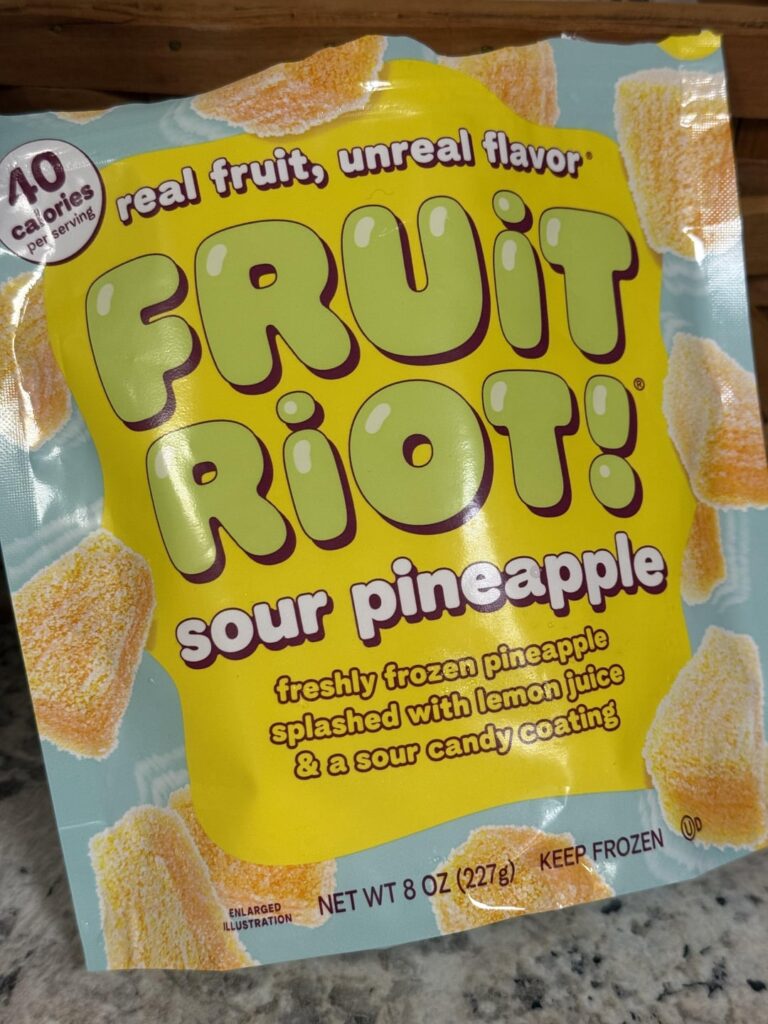 40
calories
per serving
real fruit, unreal flavor®
FRUiT
RiOT!®
sour pineapple
freshly frozen pineapple
splashed with lemon juice
& a sour candy coating
ENLARGED
ILLUSTRATION
NET WT 8 OZ (227g) KEEP FROZEN
U D